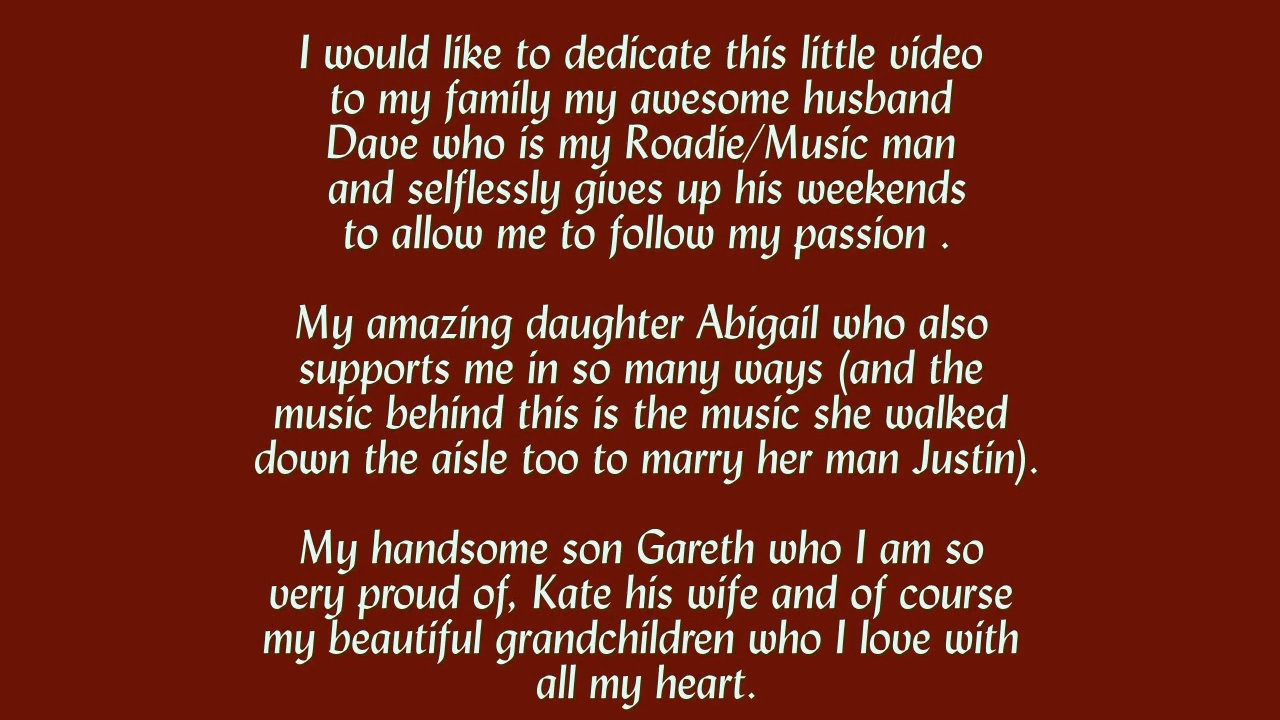 I would like to dedicate this little video
to my family my awesome husband
Dave who is my Roadie/Music man
and selflessly gives up his weekends
to allow me to follow my passion .
My amazing daughter Abigail who also
supports me in so many ways (and the
music behind this is the music she walked
down the aisle too to marry her man Justin).
My handsome son Gareth who I am so
very proud of, Kate his wife and of course
my beautiful grandchildren who I love with
all my heart.